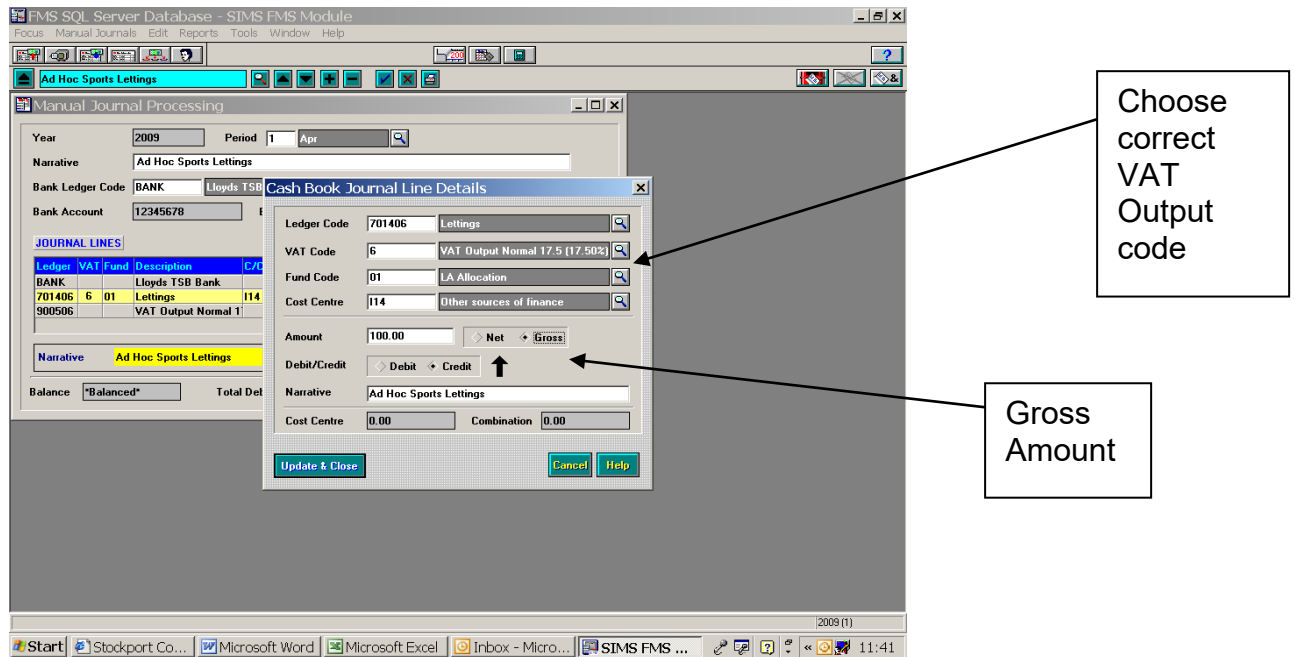 FMS SQL Server Database - SIMS FMS Module
Focus Manual Journals Edit Reports Tools Window Help
200 ?
Ad Hoc Sports Lettings &
Manual Journal Processing
Year 2009 Period 1 Apr
Narrative Ad Hoc Sports Lettings
Bank Ledger Code BANK Lloyds TSB
Bank Account 12345678
JOURNAL LINES
Ledger VAT Fund Description C/C
BANK Lloyds TSB Bank
701406 6 01 Lettings I14
900506 VAT Output Normal 1
Narrative Ad Hoc Sports Lettings
Balance *Balanced* Total Deb
Cash Book Journal Line Details
Ledger Code 701406 Lettings
VAT Code 6 VAT Output Normal 17.5 (17.50%)
Fund Code 01 LA Allocation
Cost Centre I14 Other sources of finance
Amount 100.00 Net Gross
Debit/Credit Debit Credit
Narrative Ad Hoc Sports Lettings
Cost Centre 0.00 Combination 0.00
Update & Close Cancel Help
Choose
correct
VAT
Output
code
Gross
Amount
2009 (1)
Start Stockport Co... Microsoft Word Microsoft Excel Inbox - Micro... SIMS FMS ... « 11:41